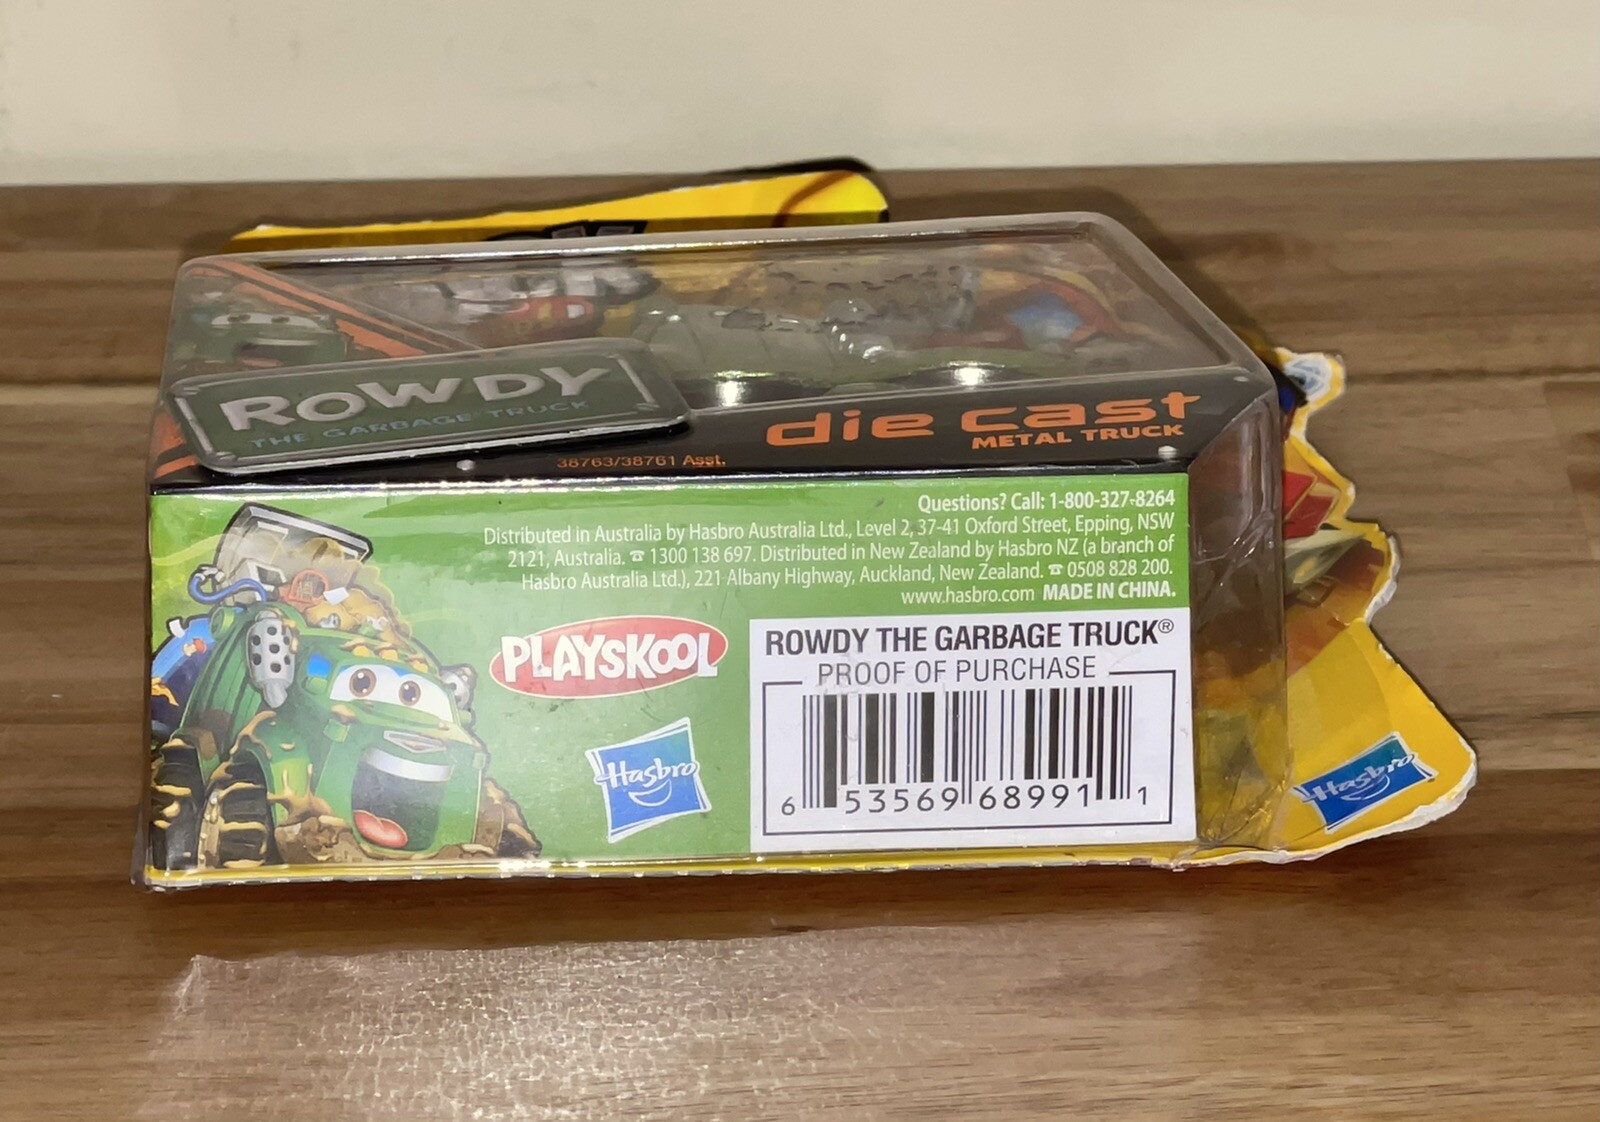 ROWDY
THE GARBAGE TRUCK
die cast
METAL TRUCK
38763/38761 Asst.
Questions? Call: 1-800-327-8264
Distributed in Australia by Hasbro Australia Ltd., Level 2, 37-41 Oxford Street, Epping, NSW
2121, Australia. ☎ 1300 138 697. Distributed in New Zealand by Hasbro NZ (a branch of
Hasbro Australia Ltd.), 221 Albany Highway, Auckland, New Zealand. ☎ 0508 828 200.
www.hasbro.com MADE IN CHINA.
PLAYSKOOL
Hasbro
ROWDY THE GARBAGE TRUCK®
PROOF OF PURCHASE
6 53569 68991 1
Hasbro